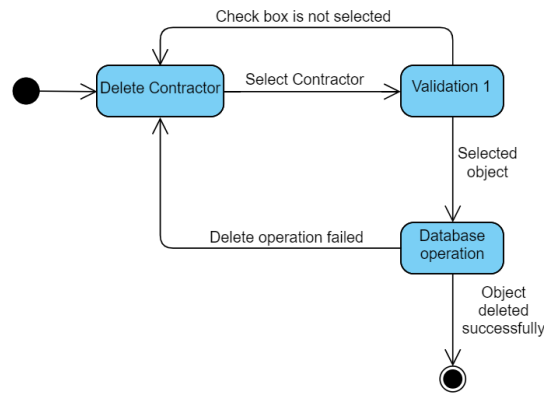 Check box is not selected
Delete Contractor
Select Contractor
Validation 1
Selected
object
Delete operation failed
Database
operation
Object
deleted
successfully